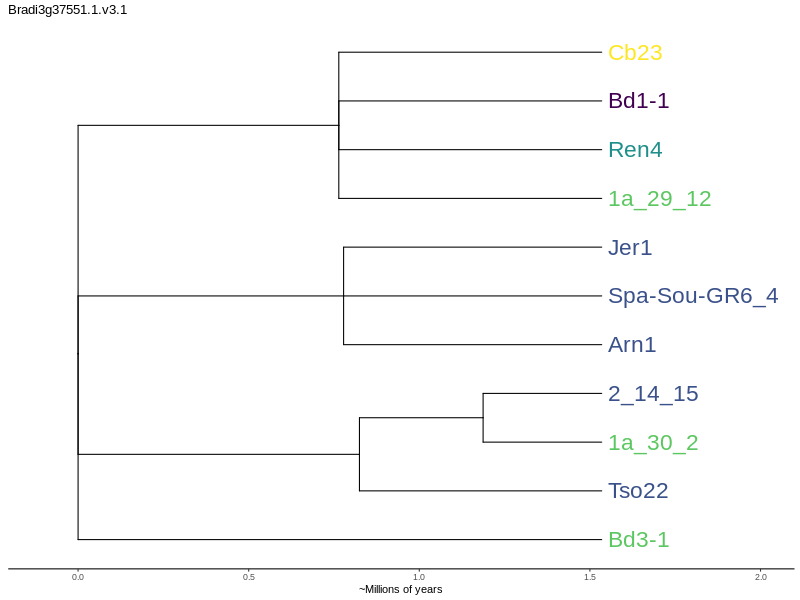 Bradi3g37551.1.v3.1
Cb23
Bd1-1
Ren4
1a_29_12
Jer1
Spa-Sou-GR6_4
Arn1
2_14_15
1a_30_2
Tso22
Bd3-1
0.0 0.5 1.0 1.5 2.0
~Millions of years